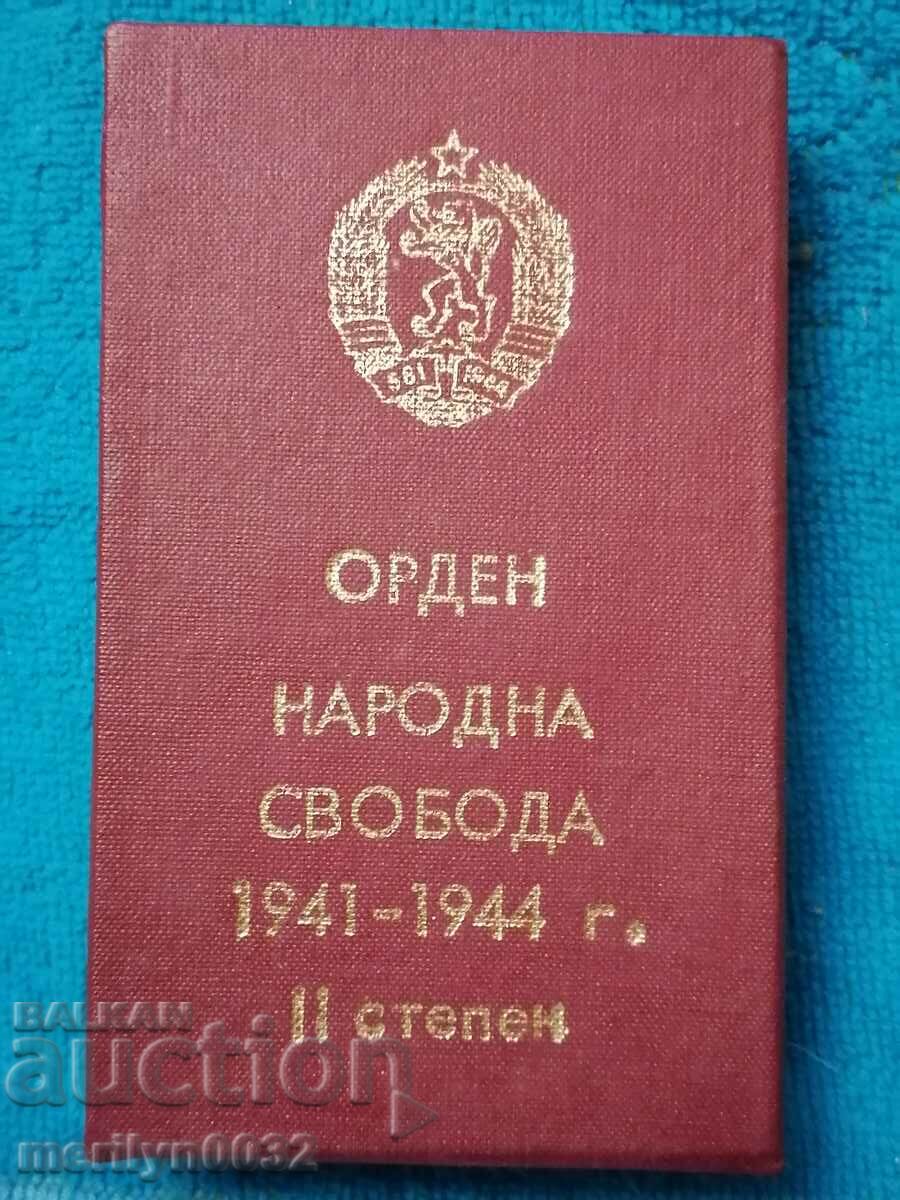 681 1944
ОРДЕН
НАРОДНА
СВОБОДА
1941-1944 г.
II степен
BALKAN
auction
merilyn0032